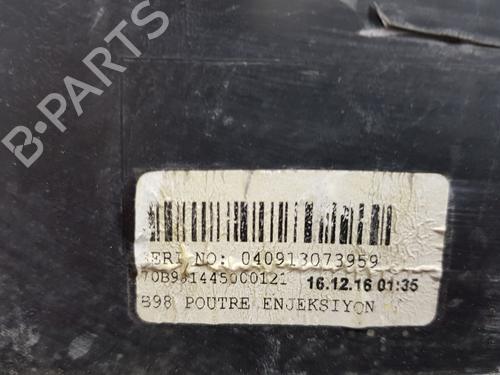 B-PARTS
SERI NO: 040913073959
70B981445000121 16.12.16 01:35
B98 POUTRE ENJEKSIYON